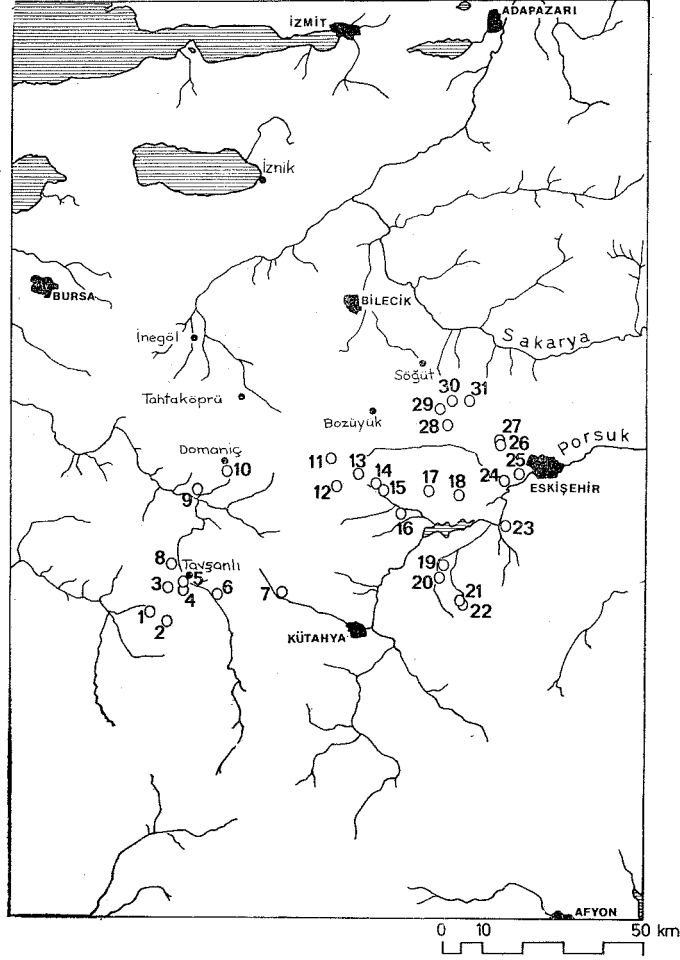 İZMİT
ADAPAZARI
İznik
BURSA
BİLECİK
İnegöl
Sakarya
Söğüt
Tahtaköprü
30
31
29
Bozüyük
28
27
26
Porsuk
Domaniç
10
11
13
14
15
12
17
18
24
25
ESKİŞEHİR
9
16
23
8
Tavşanlı
5
3
4
6
7
19
20
21
22
1
2
KÜTAHYA
AFYON
0 10 50 km